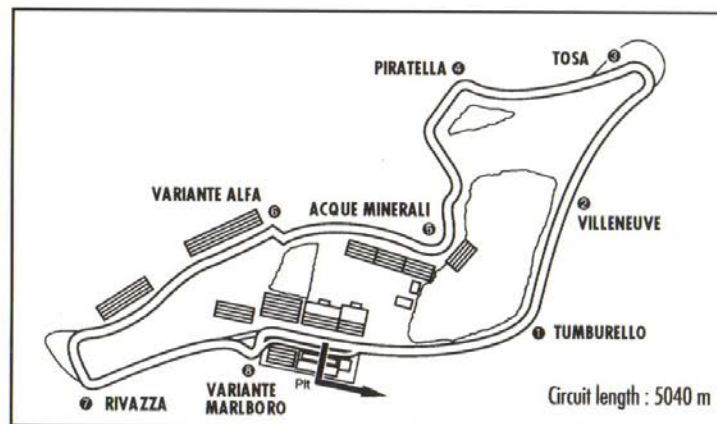 TOSA ❸
PIRATELLA ❹
VARIANTE ALFA
❻
ACQUE MINERALI
❺
❷
VILLENEUVE
❶ TUMBURELLO
❽
Pit
VARIANTE
MARLBORO
❼ RIVAZZA
Circuit length : 5040 m